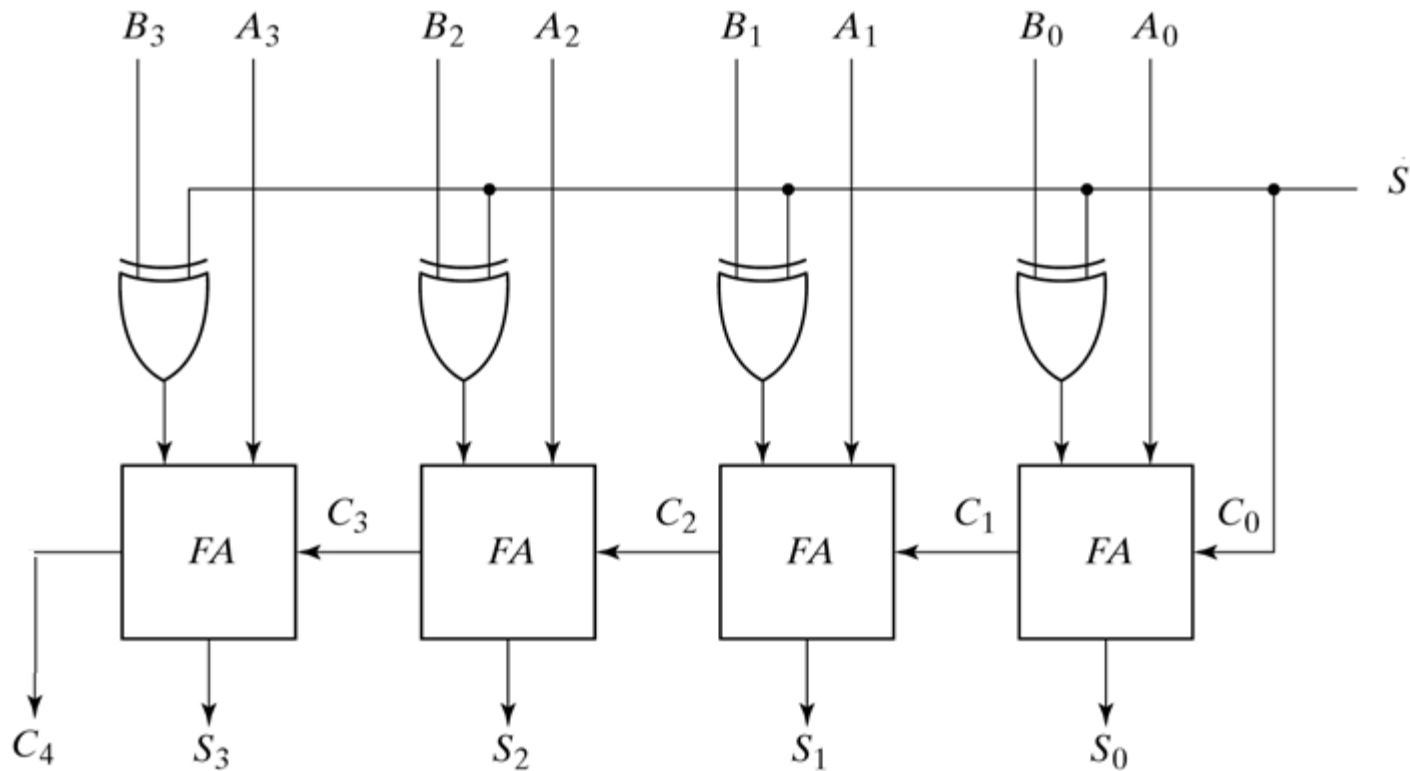 B₃ A₃ B₂ A₂ B₁ A₁ B₀ A₀
S
C₃ C₂ C₁ C₀
FA FA FA FA
C₄ S₃ S₂ S₁ S₀